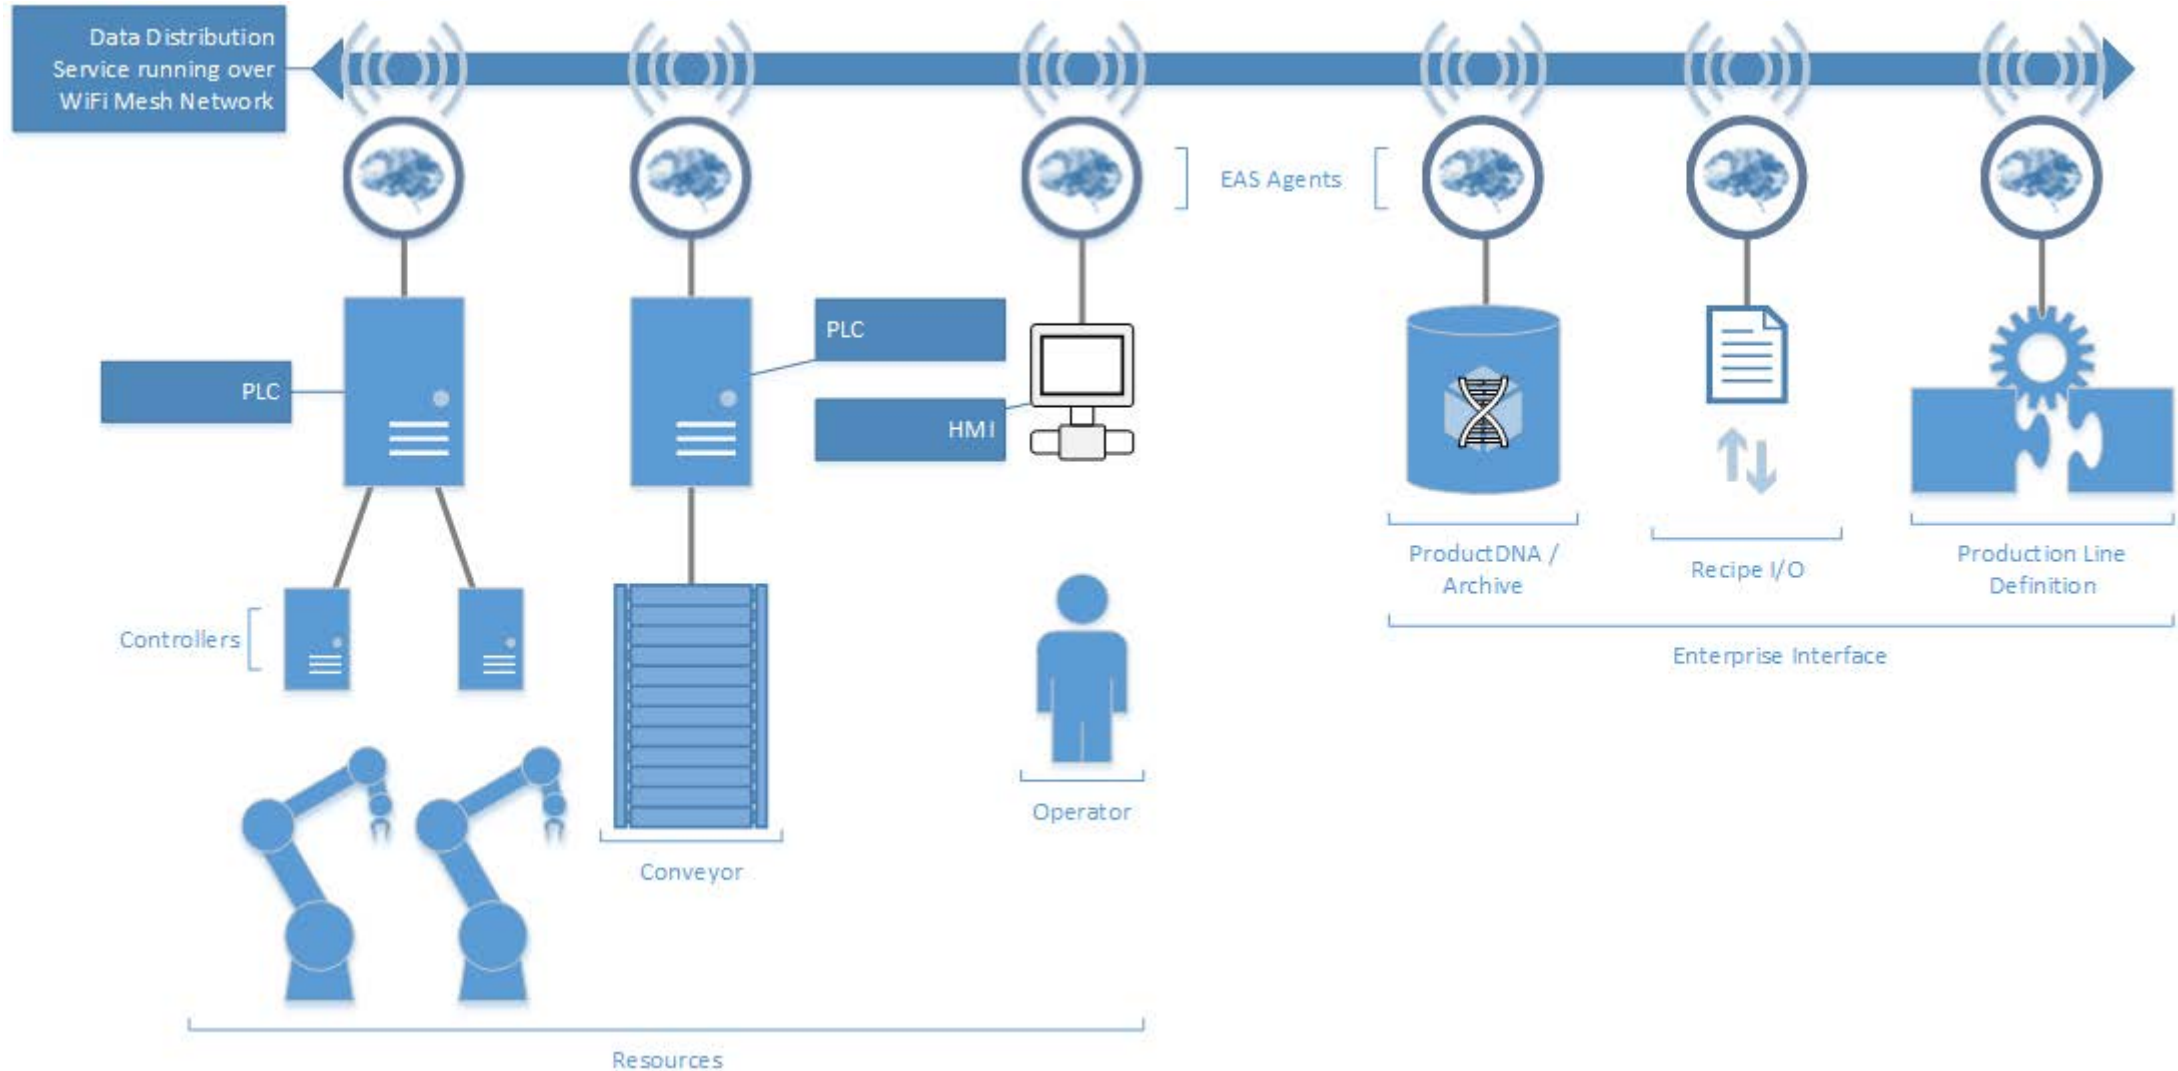 Data Distribution
Service running over
WiFi Mesh Network
EAS Agents
PLC
PLC
HMI
Controllers
Conveyor
Operator
Resources
ProductDNA /
Archive
Recipe I/O
Production Line
Definition
Enterprise Interface